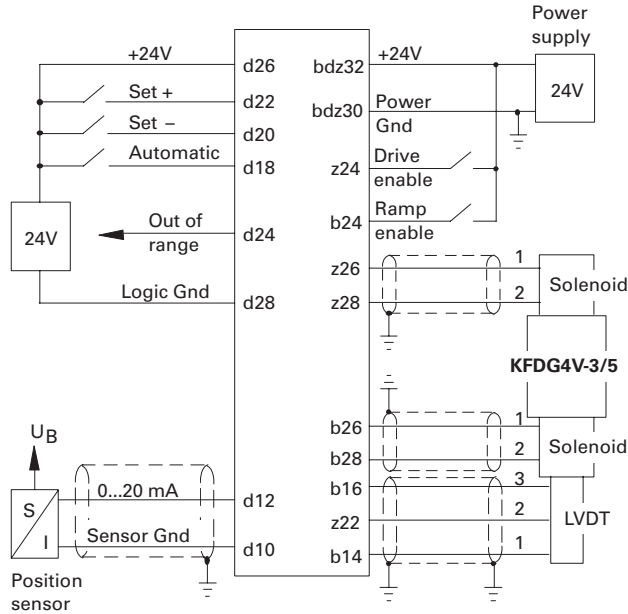 Power
supply
24V
+24V
d26
bdz32
+24V
Set +
d22
Set –
d20
Automatic
d18
bdz30
Power
Gnd
z24
Drive
enable
b24
Ramp
enable
24V
Out of
range
d24
Logic Gnd
d28
z26
1
z28
2
Solenoid
KFDG4V-3/5
b26
1
b28
2
Solenoid
b16
3
z22
2
b14
1
LVDT
UB
S
I
0...20 mA
d12
Sensor Gnd
d10
Position
sensor